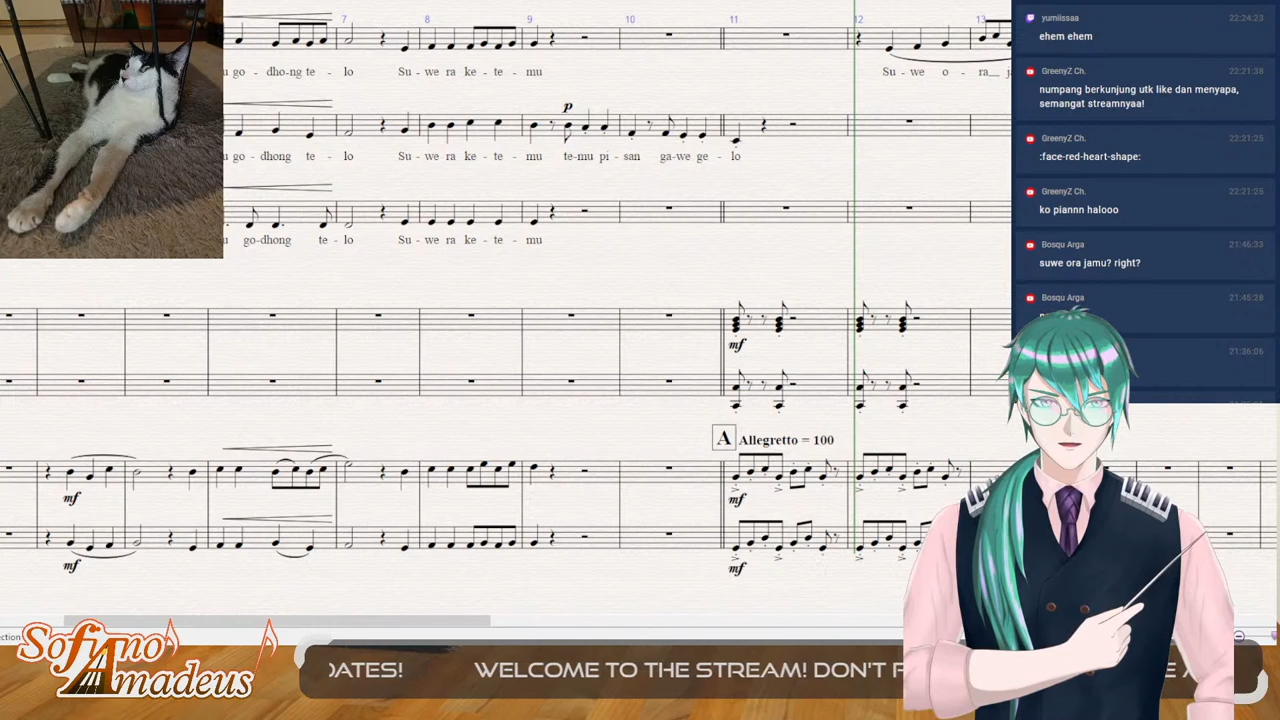 7 8 9 10 11 12 13
u go - dho-ng te - lo Su - we ra ke - te - mu Su - we o - ra
p
u go - dhong te - lo Su - we ra ke - te - mu te-mu pi - san ga-we ge - lo
u go-dhong te - lo Su - we ra ke - te - mu
mf
A Allegretto = 100
mf mf
mf mf
yumiissaa 22:24:23
ehem ehem
GreenyZ Ch. 22:21:38
numpang berkunjung utk like dan menyapa,
semangat streamnyaa!
GreenyZ Ch. 22:21:25
:face-red-heart-shape:
GreenyZ Ch. 22:21:25
ko piannn halooo
Bosqu Arga 21:46:33
suwe ora jamu? right?
Bosqu Arga 21:45:28
21:36:06
ection
Sofiano
Amadeus
DATES! WELCOME TO THE STREAM! DON'T